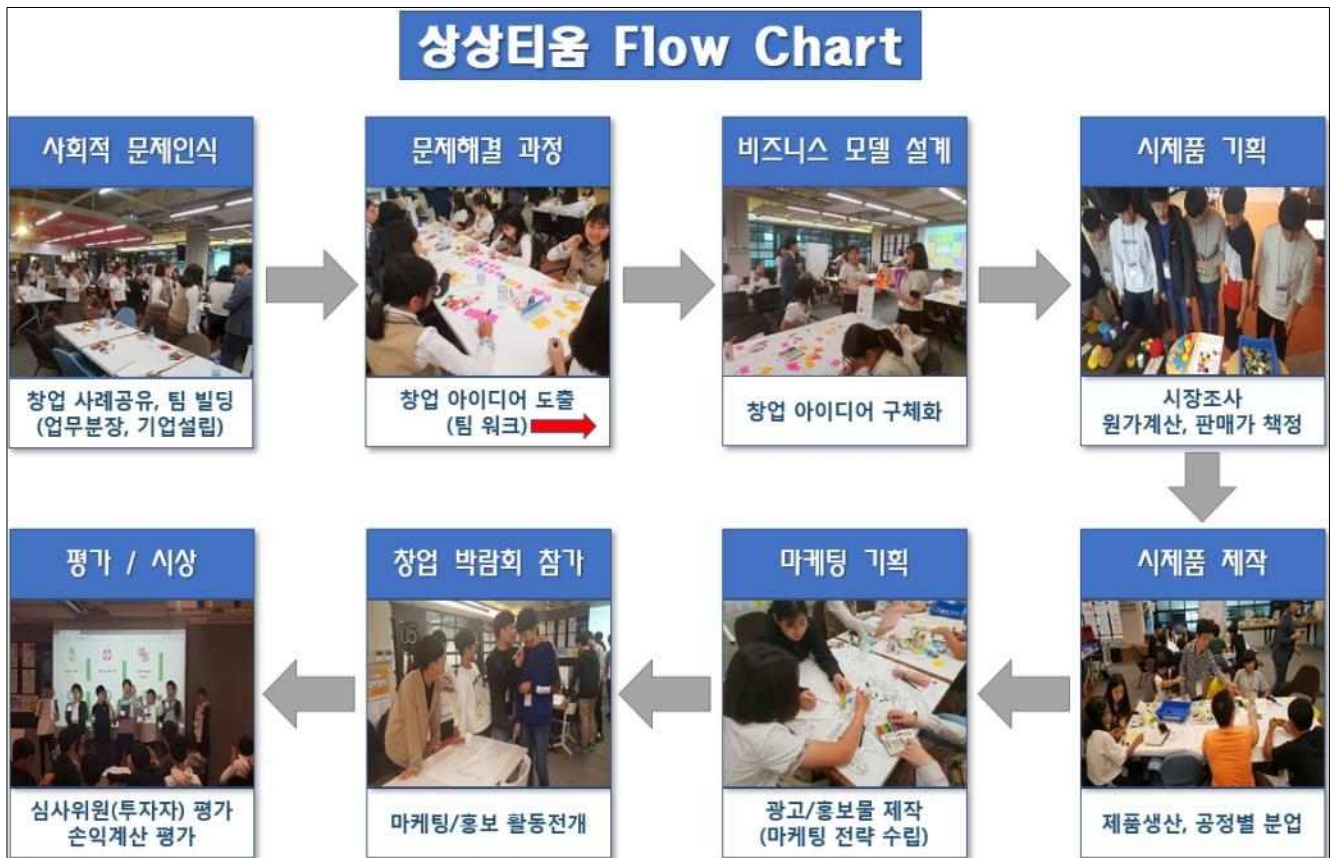 상상티움 Flow Chart
사회적 문제인식
창업 사례공유, 팀 빌딩
(업무분장, 기업설립)
문제해결 과정
창업 아이디어 도출
(팀 워크)
비즈니스 모델 설계
창업 아이디어 구체화
시제품 기획
시장조사
원가계산, 판매가 책정
시제품 제작
제품생산, 공정별 분업
마케팅 기획
광고/홍보물 제작
(마케팅 전략 수립)
창업 박람회 참가
마케팅/홍보 활동전개
평가 / 시상
심사위원(투자자) 평가
손익계산 평가